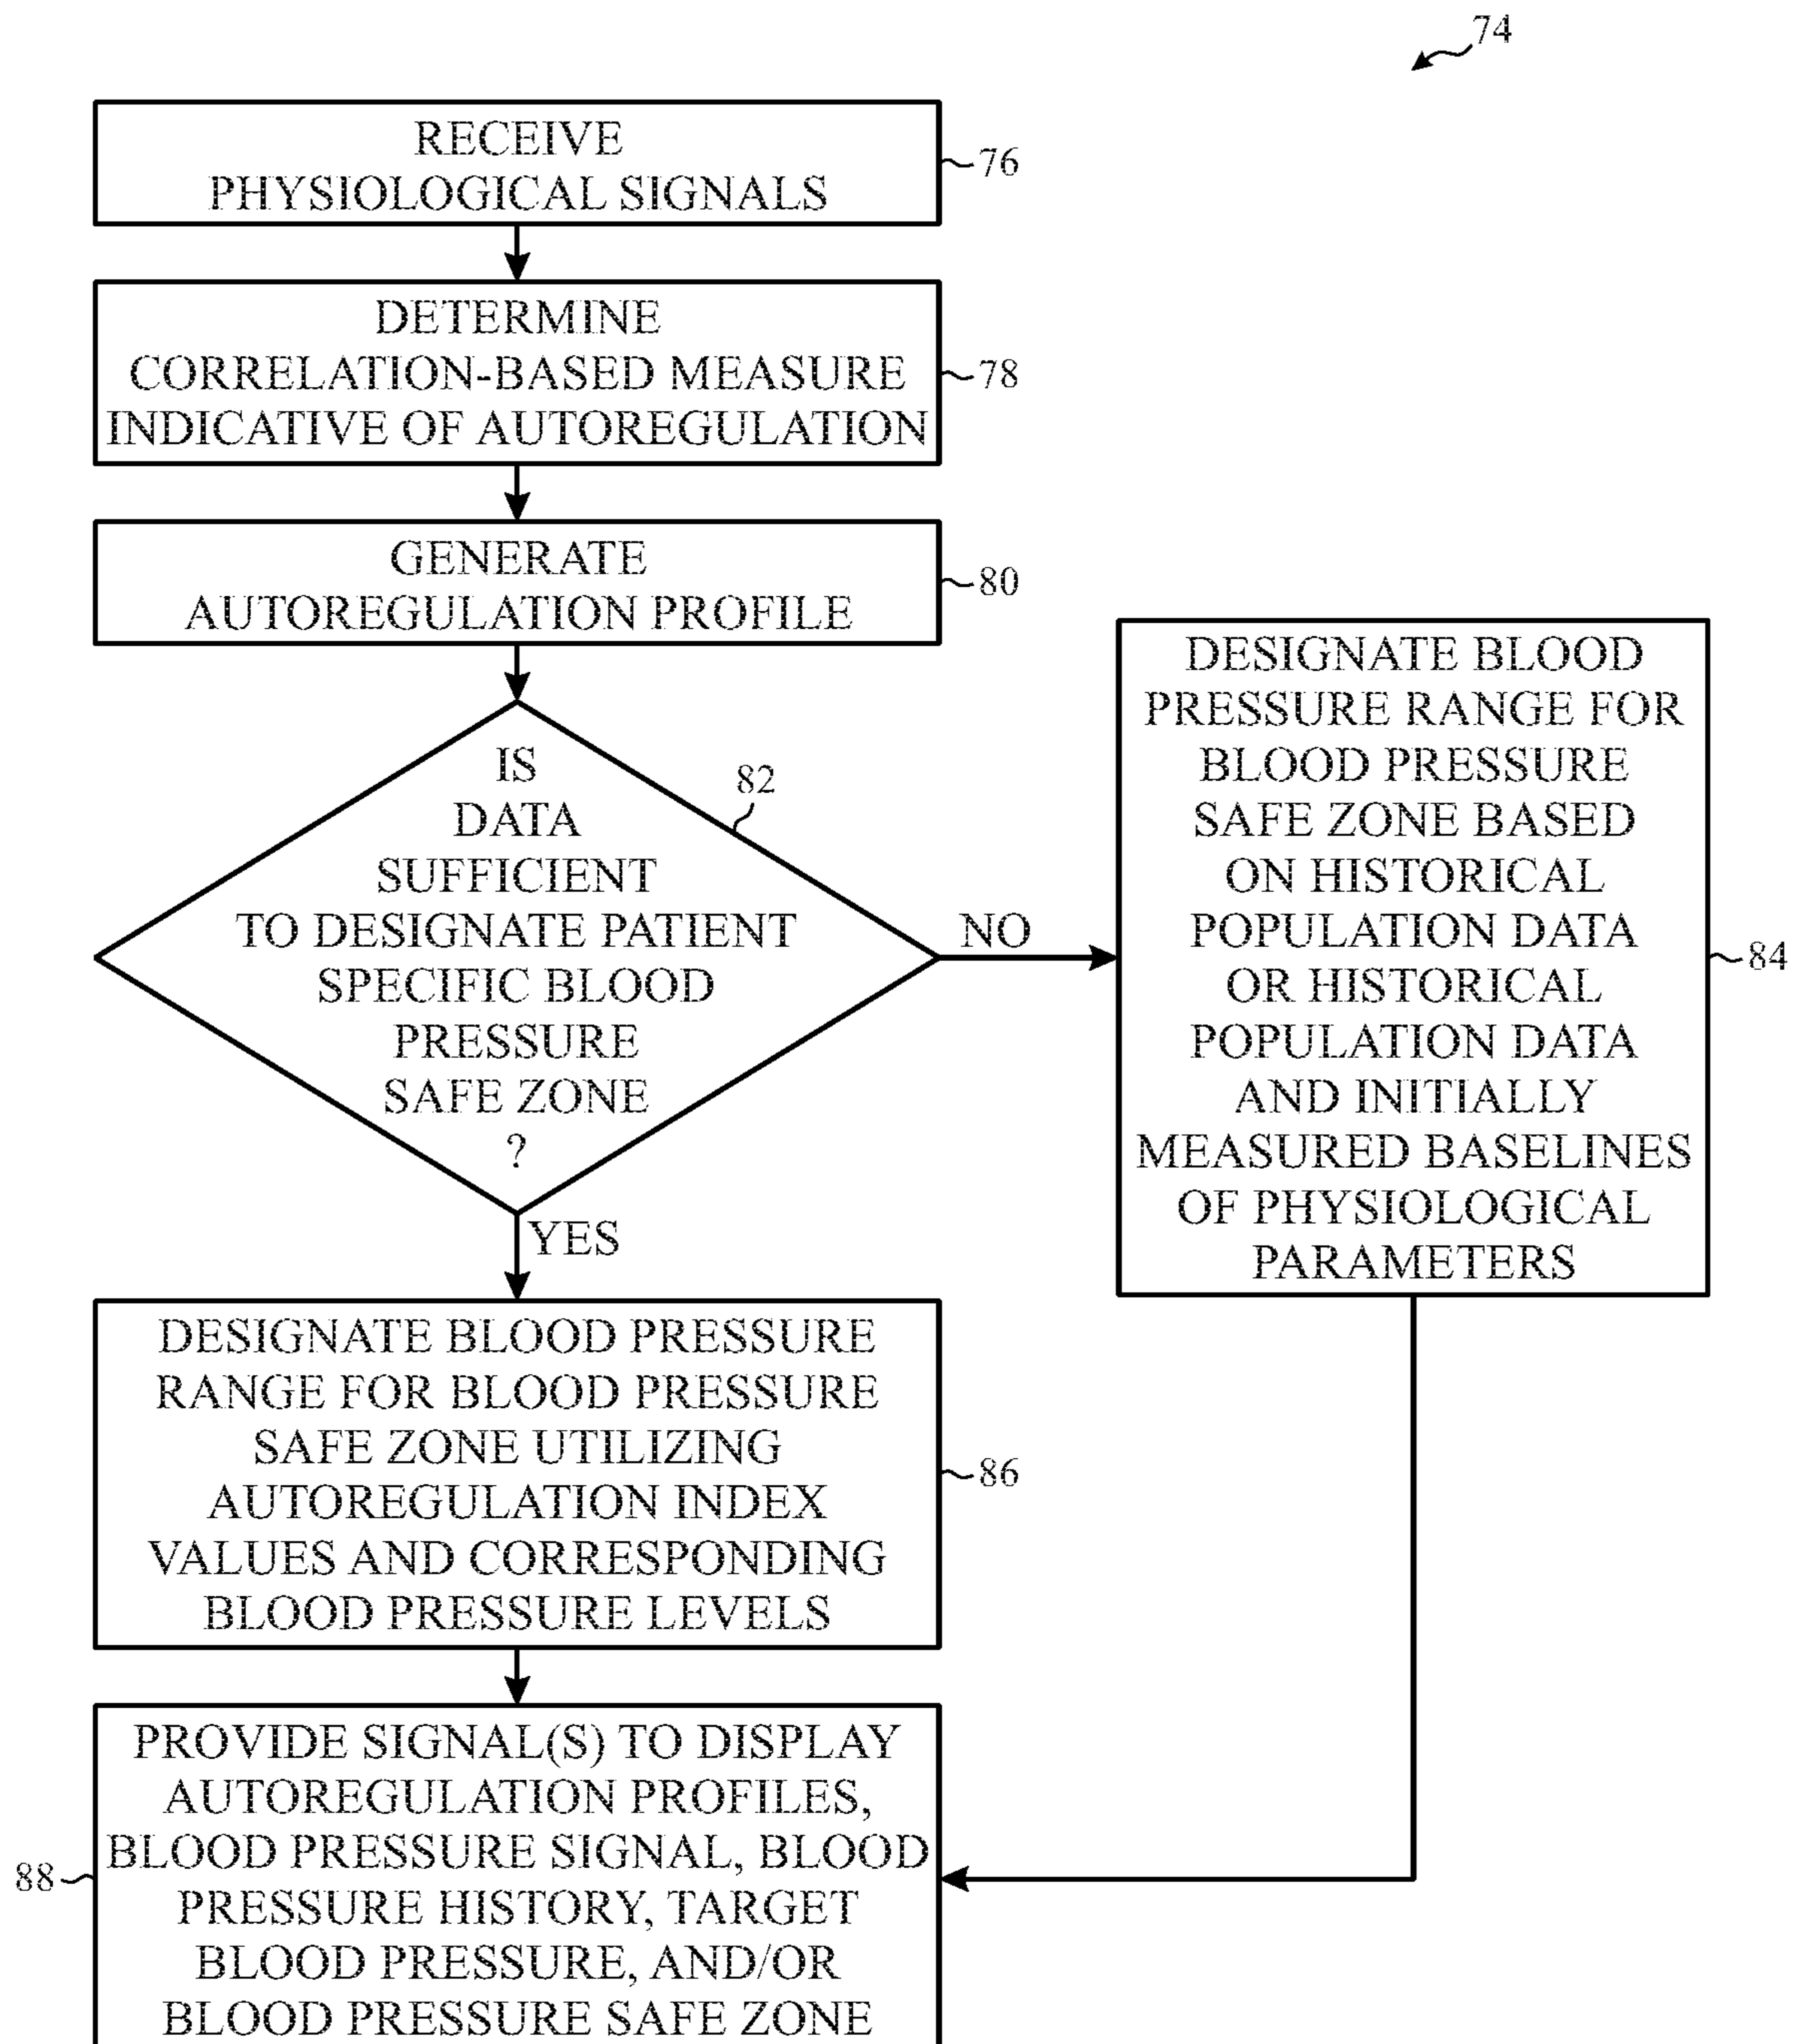 74
RECEIVE
PHYSIOLOGICAL SIGNALS
76
DETERMINE
CORRELATION-BASED MEASURE
INDICATIVE OF AUTOREGULATION
78
GENERATE
AUTOREGULATION PROFILE
80
IS
DATA
SUFFICIENT
TO DESIGNATE PATIENT
SPECIFIC BLOOD
PRESSURE
SAFE ZONE
?
82
NO
DESIGNATE BLOOD
PRESSURE RANGE FOR
BLOOD PRESSURE
SAFE ZONE BASED
ON HISTORICAL
POPULATION DATA
OR HISTORICAL
POPULATION DATA
AND INITIALLY
MEASURED BASELINES
OF PHYSIOLOGICAL
PARAMETERS
84
YES
DESIGNATE BLOOD PRESSURE
RANGE FOR BLOOD PRESSURE
SAFE ZONE UTILIZING
AUTOREGULATION INDEX
VALUES AND CORRESPONDING
BLOOD PRESSURE LEVELS
86
PROVIDE SIGNAL(S) TO DISPLAY
AUTOREGULATION PROFILES,
BLOOD PRESSURE SIGNAL, BLOOD
PRESSURE HISTORY, TARGET
BLOOD PRESSURE, AND/OR
BLOOD PRESSURE SAFE ZONE
88